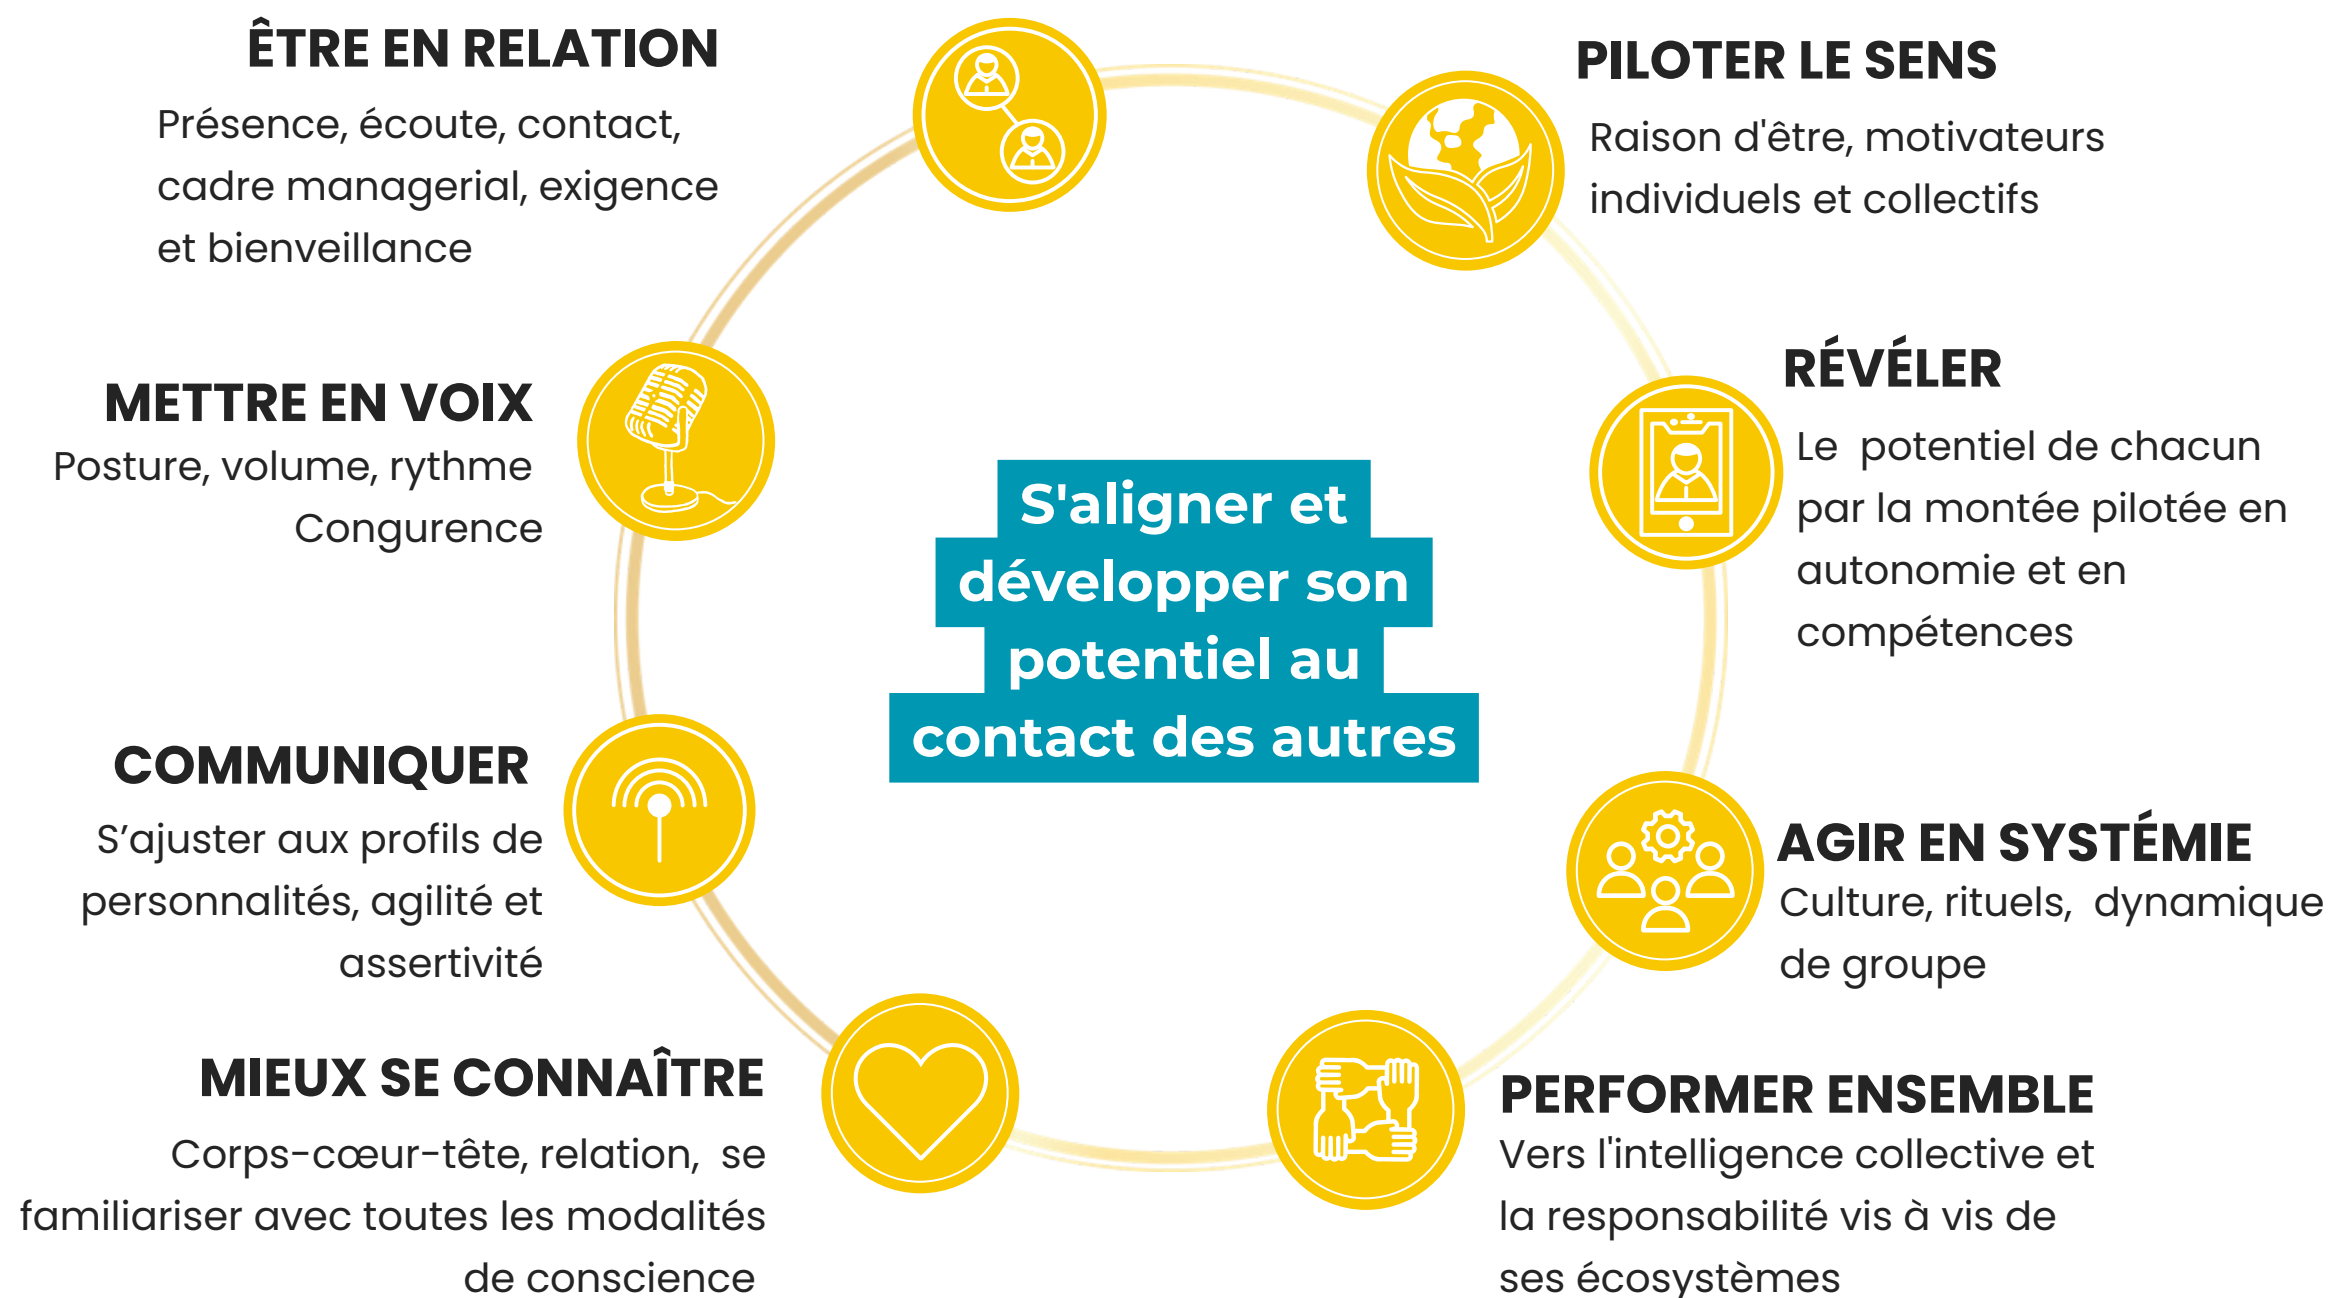 ÊTRE EN RELATION
Présence, écoute, contact,
cadre managerial, exigence
et bienveillance
PILOTER LE SENS
Raison d'être, motivateurs
individuels et collectifs
METTRE EN VOIX
Posture, volume, rythme
Congurence
RÉVÉLER
Le potentiel de chacun
par la montée pilotée en
autonomie et en
compétences
S'aligner et
développer son
potentiel au
contact des autres
COMMUNIQUER
S’ajuster aux profils de
personnalités, agilité et
assertivité
AGIR EN SYSTÉMIE
Culture, rituels, dynamique
de groupe
MIEUX SE CONNAÎTRE
Corps-cœur-tête, relation, se
familiariser avec toutes les modalités
de conscience
PERFORMER ENSEMBLE
Vers l'intelligence collective et
la responsabilité vis à vis de
ses écosystèmes